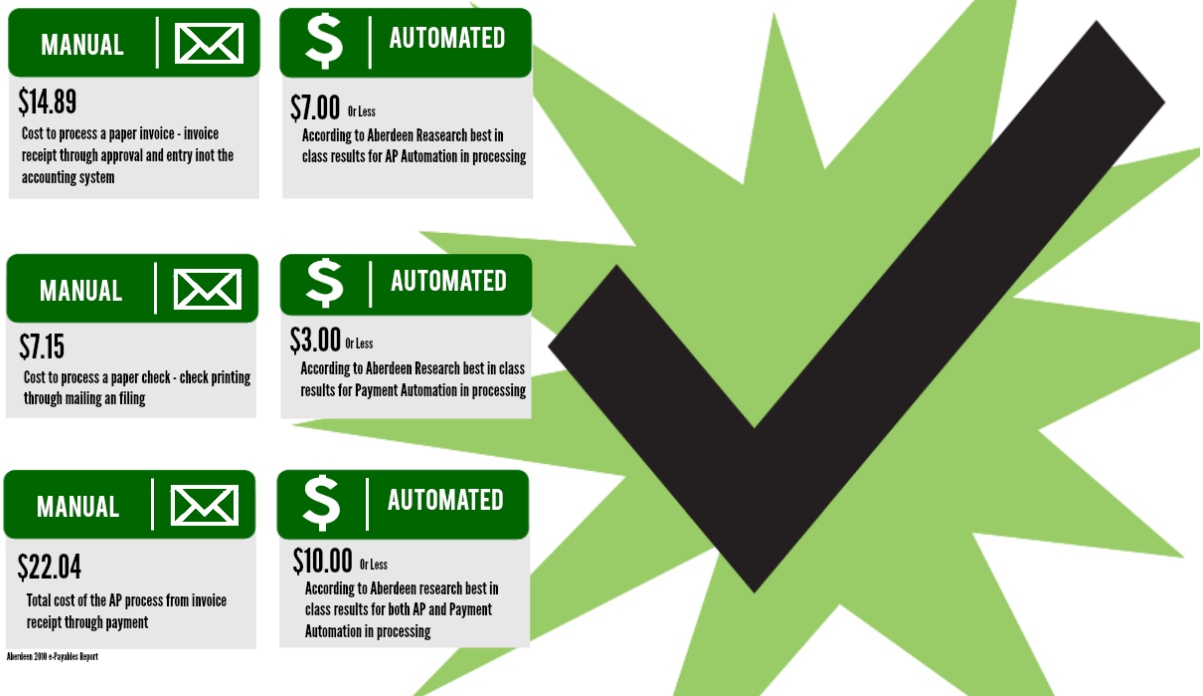 MANUAL
$14.89
Cost to process a paper invoice - invoice
receipt through approval and entry inot the
accounting system
$ AUTOMATED
$7.00 Or Less
According to Aberdeen Reasearch best in
class results for AP Automation in processing
MANUAL
$7.15
Cost to process a paper check - check printing
through mailing an filing
$ AUTOMATED
$3.00 Or Less
According to Aberdeen Research best in class
results for Payment Automation in processing
MANUAL
$22.04
Total cost of the AP process from invoice
receipt through payment
$ AUTOMATED
$10.00 Or Less
According to Aberdeen research best in
class results for both AP and Payment
Automation in processing
Aberdeen 2010 e-Payables Report